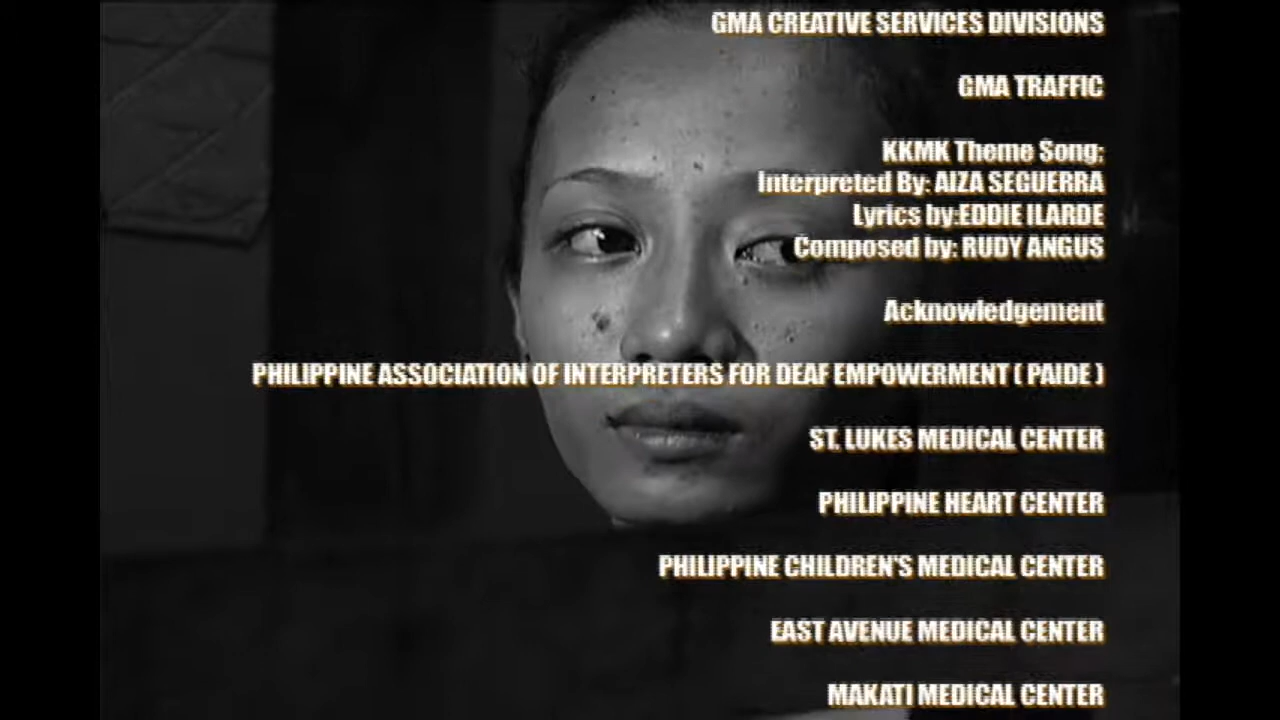 GMA CREATIVE SERVICES DIVISIONS
GMA TRAFFIC
KKMK Theme Song:
Interpreted By: AIZA SEGUERRA
Lyrics by:EDDIE ILARDE
Composed by: RUDY ANGUS
Acknowledgement
PHILIPPINE ASSOCIATION OF INTERPRETERS FOR DEAF EMPOWERMENT ( PAIDE )
ST. LUKES MEDICAL CENTER
PHILIPPINE HEART CENTER
PHILIPPINE CHILDREN'S MEDICAL CENTER
EAST AVENUE MEDICAL CENTER
MAKATI MEDICAL CENTER